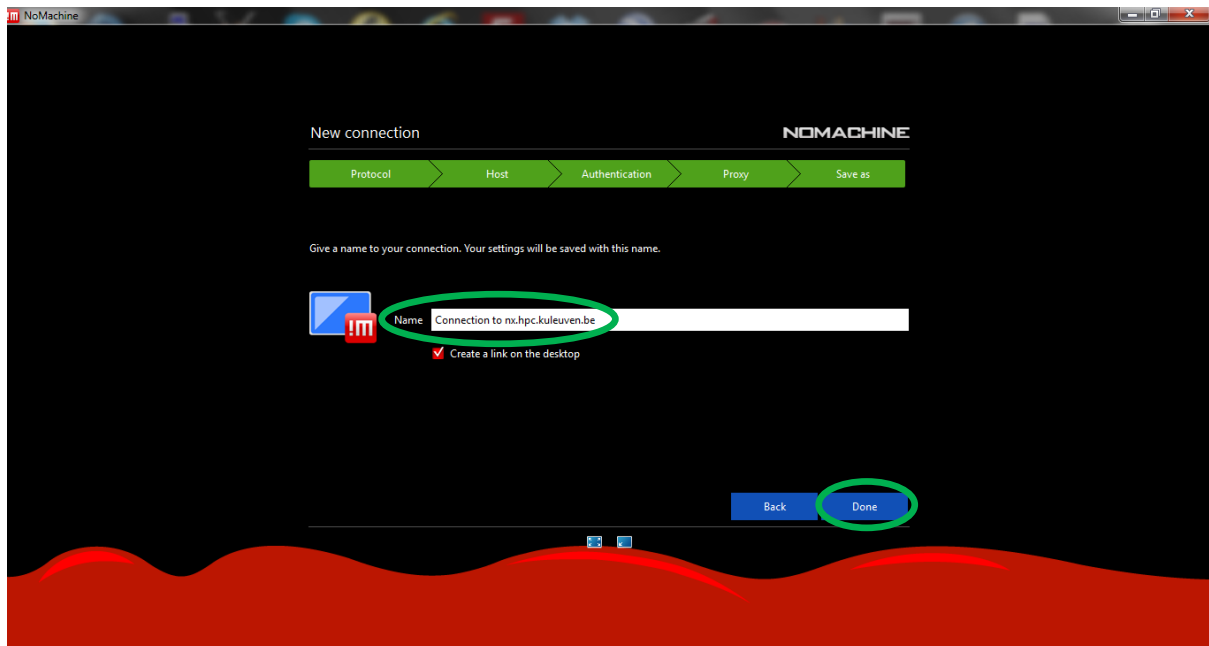 NoMachine
New connection
NOMACHINE
Protocol Host Authentication Proxy Save as
Give a name to your connection. Your settings will be saved with this name.
!M
Name Connection to nx.hpc.kuleuven.be
Create a link on the desktop
Back Done